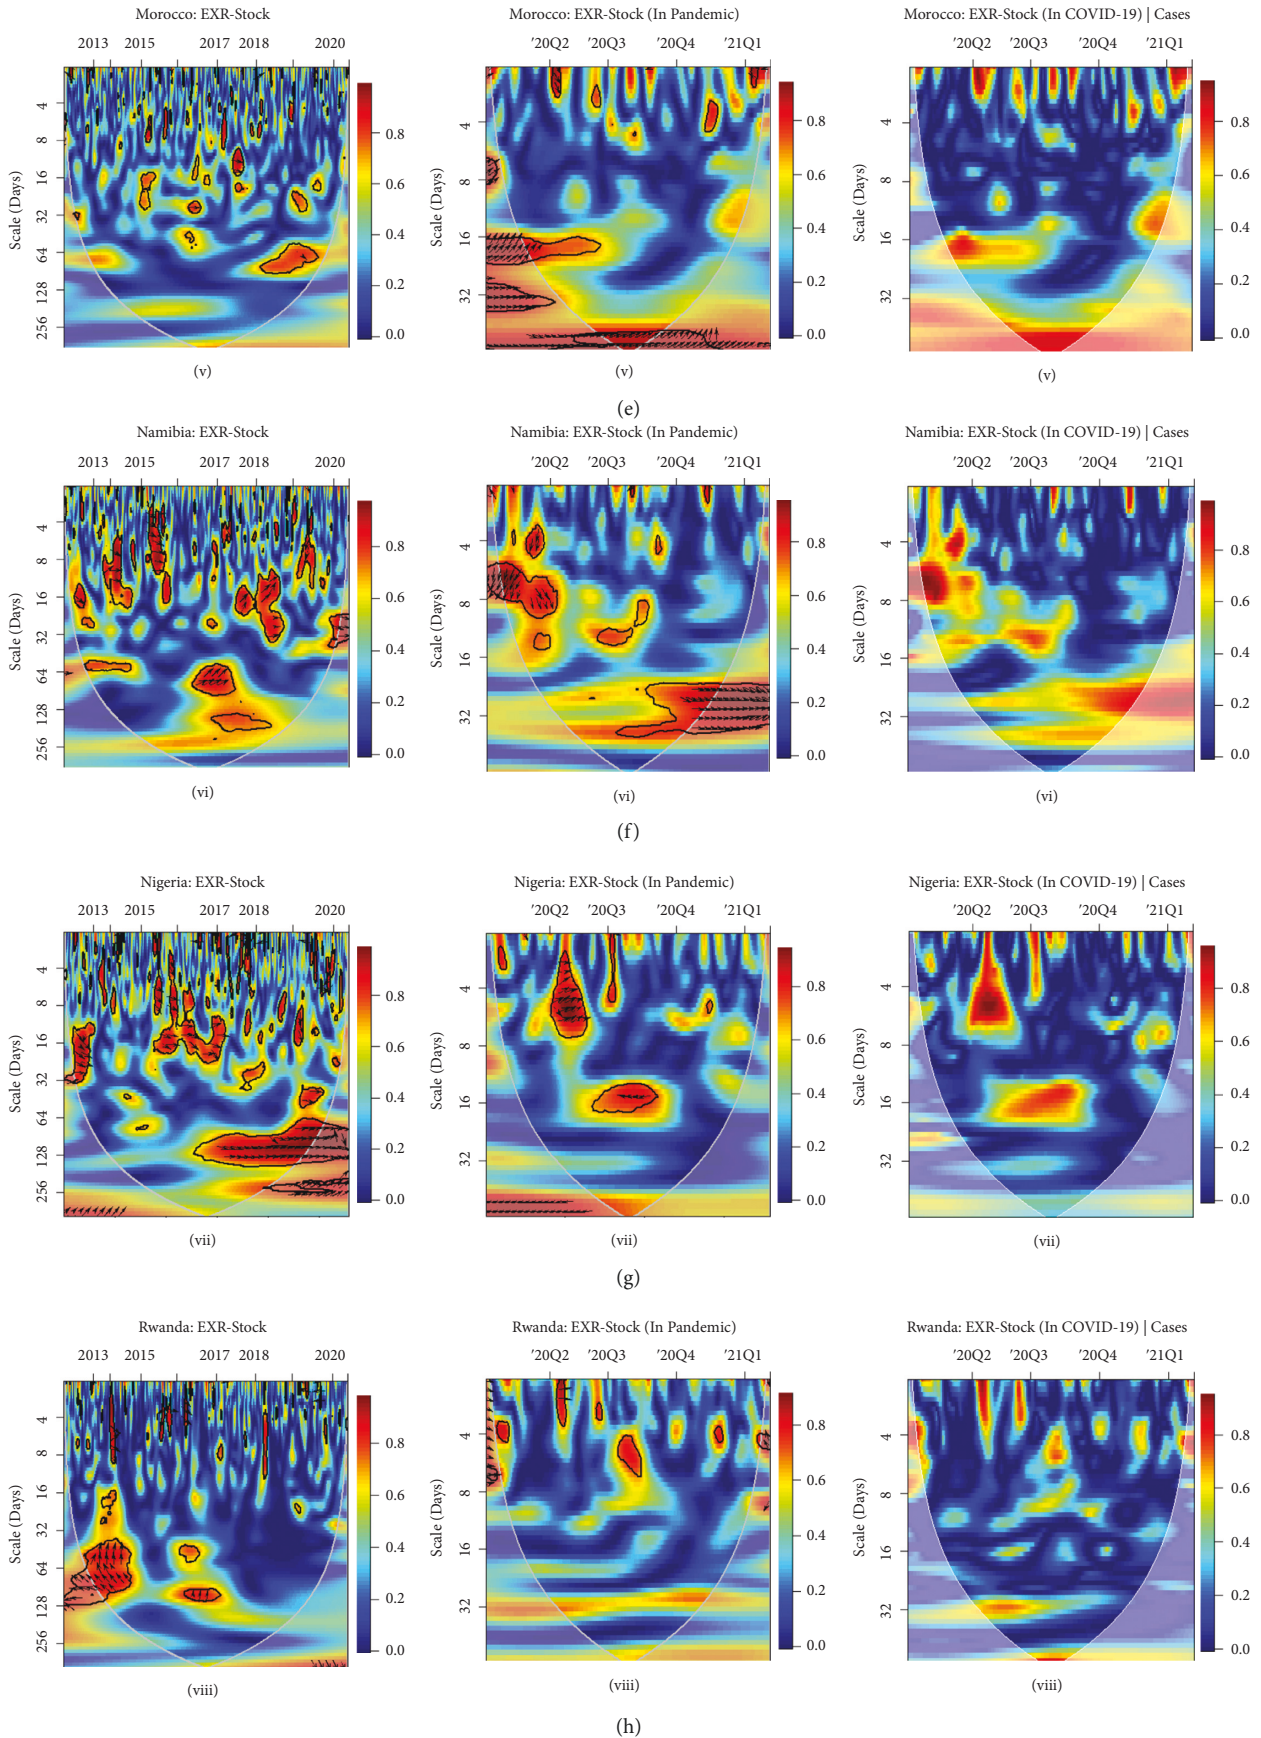 Morocco: EXR-Stock
2013 2015 2017 2018 2020
Scale (Days)
4
8
16
32
64
128
256
0.8
0.6
0.4
0.2
0.0
(v)
Morocco: EXR-Stock (In Pandemic)
'20Q2 '20Q3 '20Q4 '21Q1
Scale (Days)
4
8
16
32
0.8
0.6
0.4
0.2
0.0
(v)
Morocco: EXR-Stock (In COVID-19) | Cases
'20Q2 '20Q3 '20Q4 '21Q1
Scale (Days)
4
8
16
32
0.8
0.6
0.4
0.2
0.0
(v)
(e)
Namibia: EXR-Stock
2013 2015 2017 2018 2020
Scale (Days)
4
8
16
32
64
128
256
0.8
0.6
0.4
0.2
0.0
(vi)
Namibia: EXR-Stock (In Pandemic)
'20Q2 '20Q3 '20Q4 '21Q1
Scale (Days)
4
8
16
32
0.8
0.6
0.4
0.2
0.0
(vi)
Namibia: EXR-Stock (In COVID-19) | Cases
'20Q2 '20Q3 '20Q4 '21Q1
Scale (Days)
4
8
16
32
0.8
0.6
0.4
0.2
0.0
(vi)
(f)
Nigeria: EXR-Stock
2013 2015 2017 2018 2020
Scale (Days)
4
8
16
32
64
128
256
0.8
0.6
0.4
0.2
0.0
(vii)
Nigeria: EXR-Stock (In Pandemic)
'20Q2 '20Q3 '20Q4 '21Q1
Scale (Days)
4
8
16
32
0.8
0.6
0.4
0.2
0.0
(vii)
Nigeria: EXR-Stock (In COVID-19) | Cases
'20Q2 '20Q3 '20Q4 '21Q1
Scale (Days)
4
8
16
32
0.8
0.6
0.4
0.2
0.0
(vii)
(g)
Rwanda: EXR-Stock
2013 2015 2017 2018 2020
Scale (Days)
4
8
16
32
64
128
256
0.8
0.6
0.4
0.2
0.0
(viii)
Rwanda: EXR-Stock (In Pandemic)
'20Q2 '20Q3 '20Q4 '21Q1
Scale (Days)
4
8
16
32
0.8
0.6
0.4
0.2
0.0
(viii)
Rwanda: EXR-Stock (In COVID-19) | Cases
'20Q2 '20Q3 '20Q4 '21Q1
Scale (Days)
4
8
16
32
0.8
0.6
0.4
0.2
0.0
(viii)
(h)